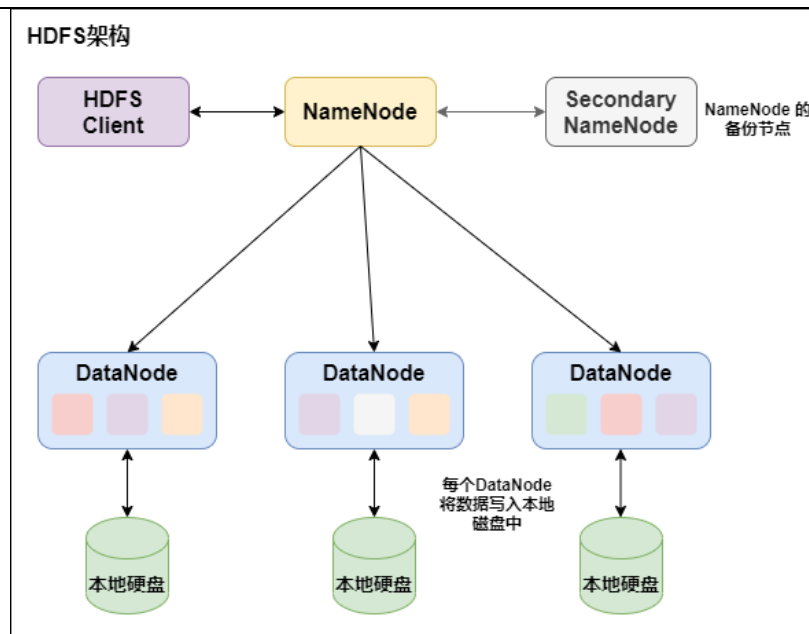 HDFS架构
HDFS
Client
NameNode
Secondary
NameNode
NameNode 的
备份节点
DataNode
DataNode
DataNode
每个DataNode
将数据写入本地
磁盘中
本地硬盘
本地硬盘
本地硬盘